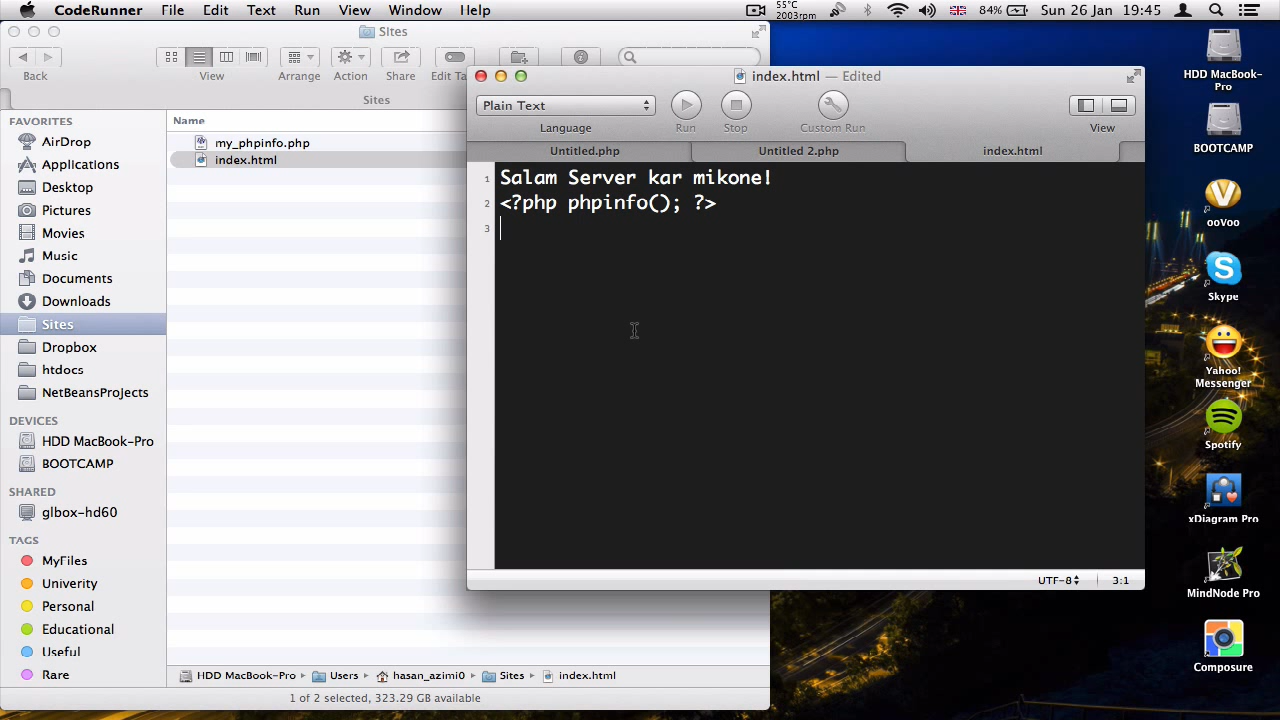 CodeRunner File Edit Text Run View Window Help 55°C 2003rpm 84% Sun 26 Jan 19:45
Sites
Back View Arrange Action Share Edit Ta
Sites
FAVORITES
AirDrop
Applications
Desktop
Pictures
Movies
Music
Documents
Downloads
Sites
Dropbox
htdocs
NetBeansProjects
DEVICES
HDD MacBook-Pro
BOOTCAMP
SHARED
glbox-hd60
TAGS
MyFiles
Univerity
Personal
Educational
Useful
Rare
Name
my_phpinfo.php
index.html
HDD MacBook-Pro Users hasan_azimi0 Sites index.html
1 of 2 selected, 323.29 GB available
index.html — Edited
Plain Text
Language Run Stop Custom Run View
Untitled.php Untitled 2.php index.html
1 Salam Server kar mikone!
2 <?php phpinfo(); ?>
3
UTF-8 3:1
HDD MacBook-
Pro
BOOTCAMP
ooVoo
Skype
Yahoo!
Messenger
Spotify
xDiagram Pro
MindNode Pro
Composure